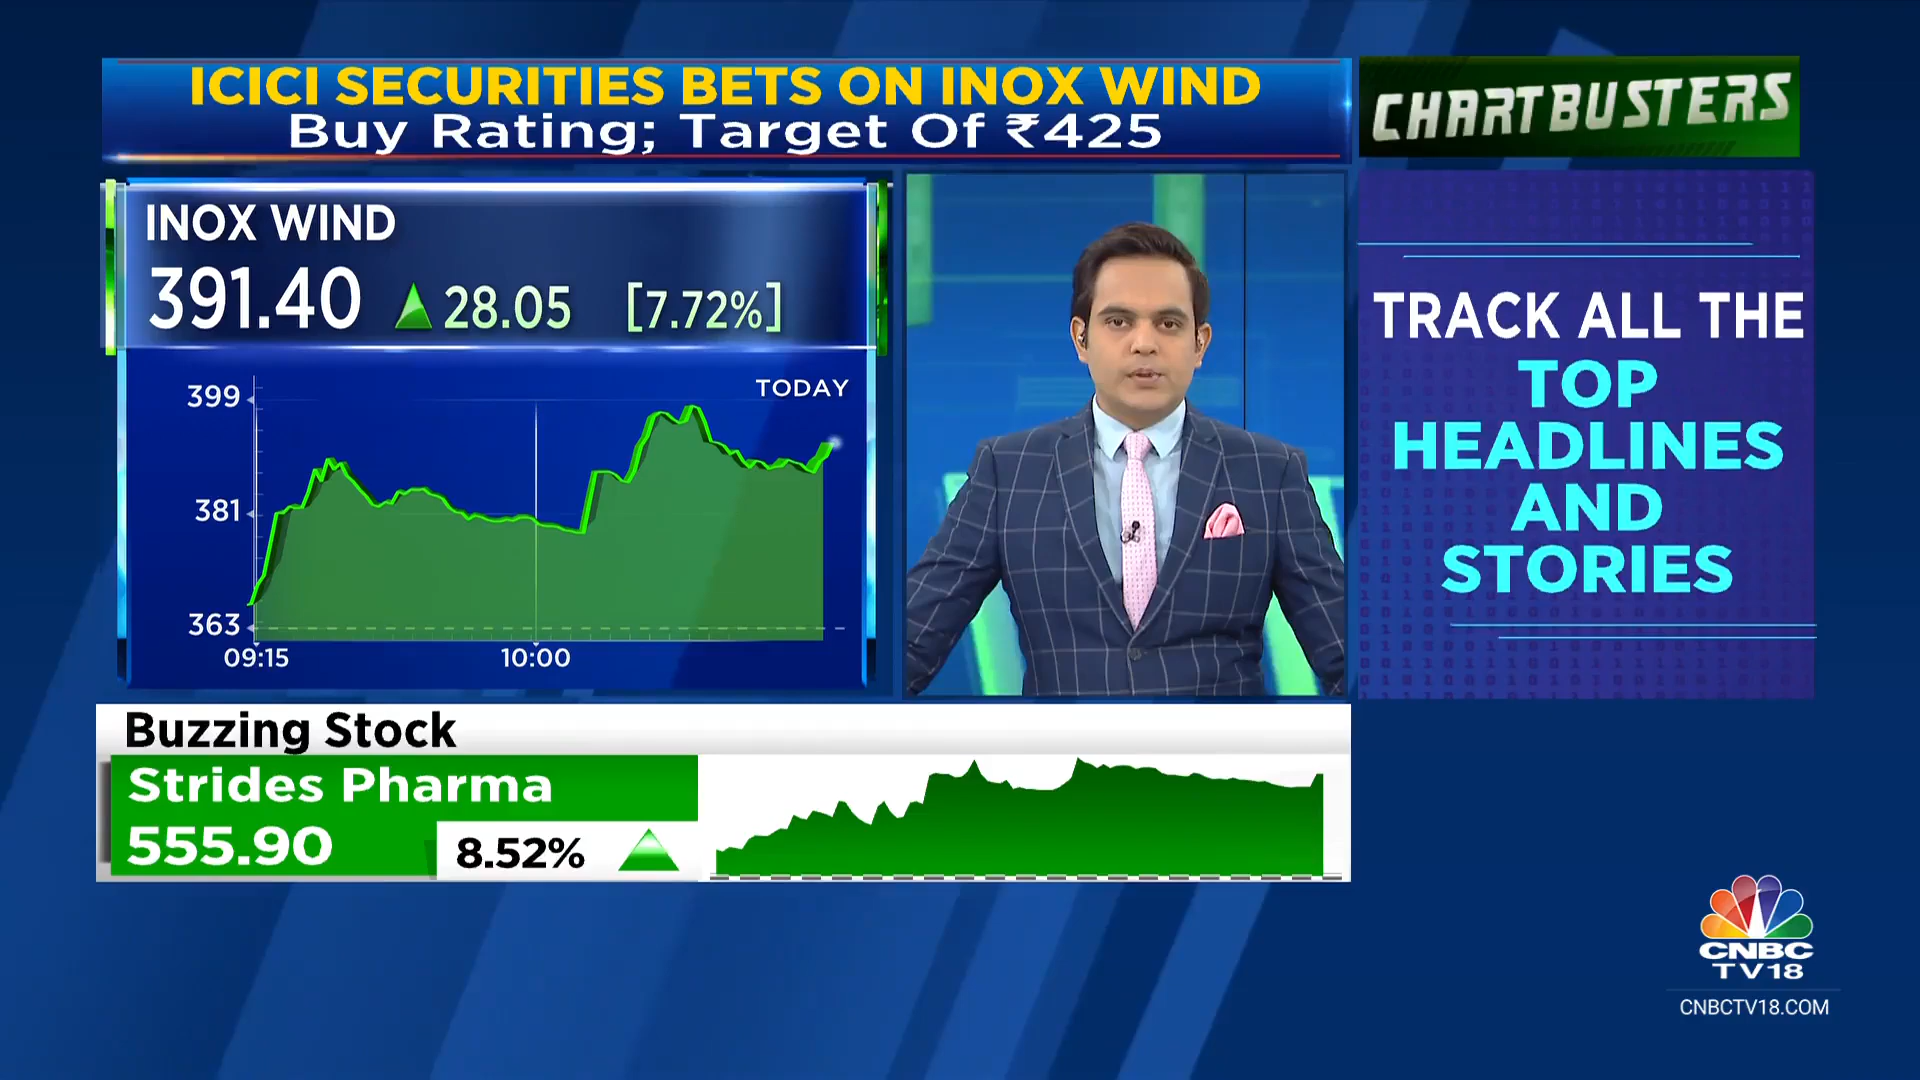 ICICI SECURITIES BETS ON INOX WIND
Buy Rating; Target Of ₹425
CHARTBUSTERS
INOX WIND
391.40 28.05 [7.72%]
TODAY
399
381
363
09:15 10:00
TRACK ALL THE
TOP
HEADLINES
AND
STORIES
Buzzing Stock
Strides Pharma
555.90 8.52%
CNBC
TV18
CNBCTV18.COM